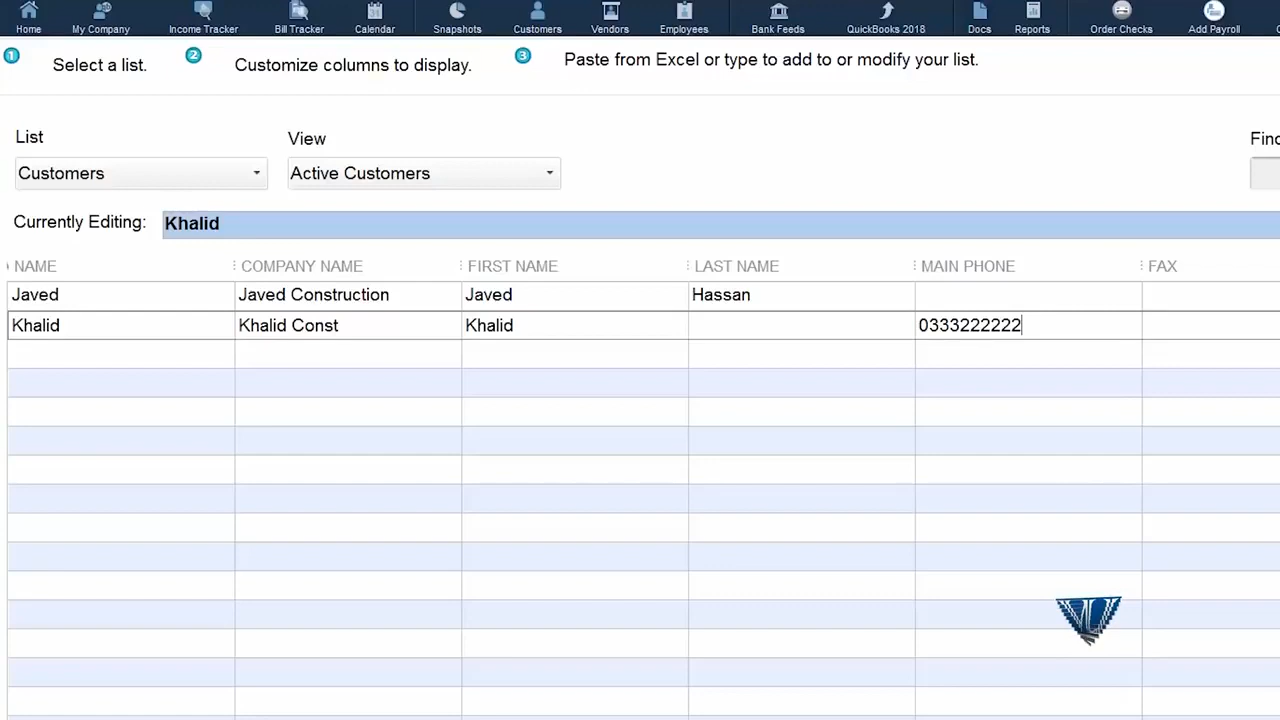 Home My Company Income Tracker Bill Tracker Calendar Snapshots Customers Vendors Employees Bank Feeds QuickBooks 2018 Docs Reports Order Checks Add Payroll
1 Select a list. 2 Customize columns to display. 3 Paste from Excel or type to add to or modify your list.
List View
Customers Active Customers
Currently Editing: Khalid
NAME COMPANY NAME FIRST NAME LAST NAME MAIN PHONE FAX
Javed Javed Construction Javed Hassan
Khalid Khalid Const Khalid 0333222222